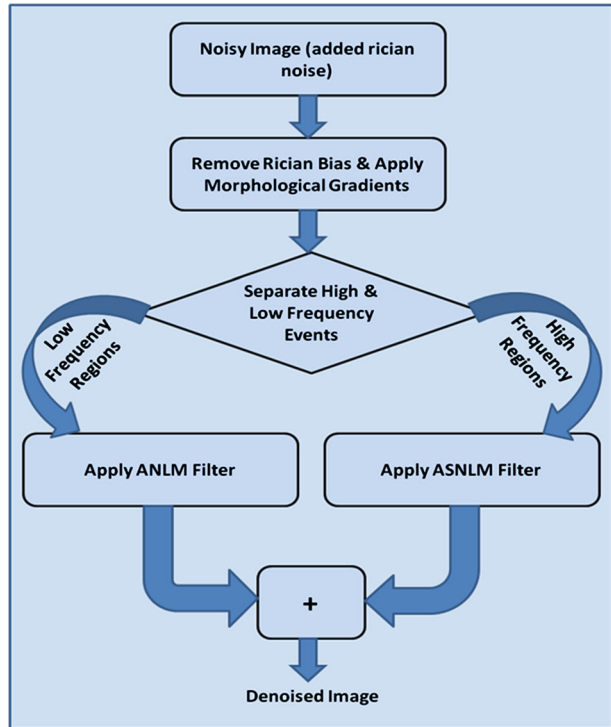 Noisy Image (added rician
noise)
Remove Rician Bias & Apply
Morphological Gradients
Separate High &
Low Frequency
Events
Low
Frequency
Regions
High
Frequency
Regions
Apply ANLM Filter
Apply ASNLM Filter
+
Denoised Image